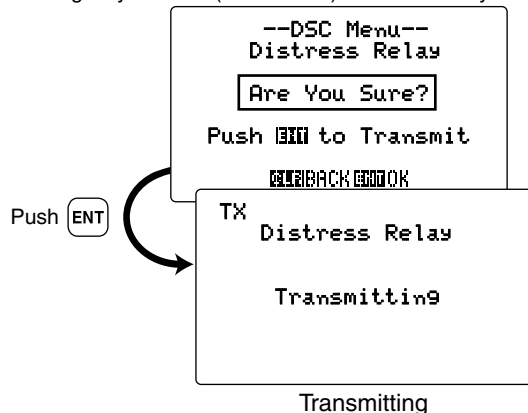 --DSC Menu--
Distress Relay
Are You Sure?
Push ENT to Transmit
BACK ENT OK
Push ENT
TX
Distress Relay
Transmitting
Transmitting